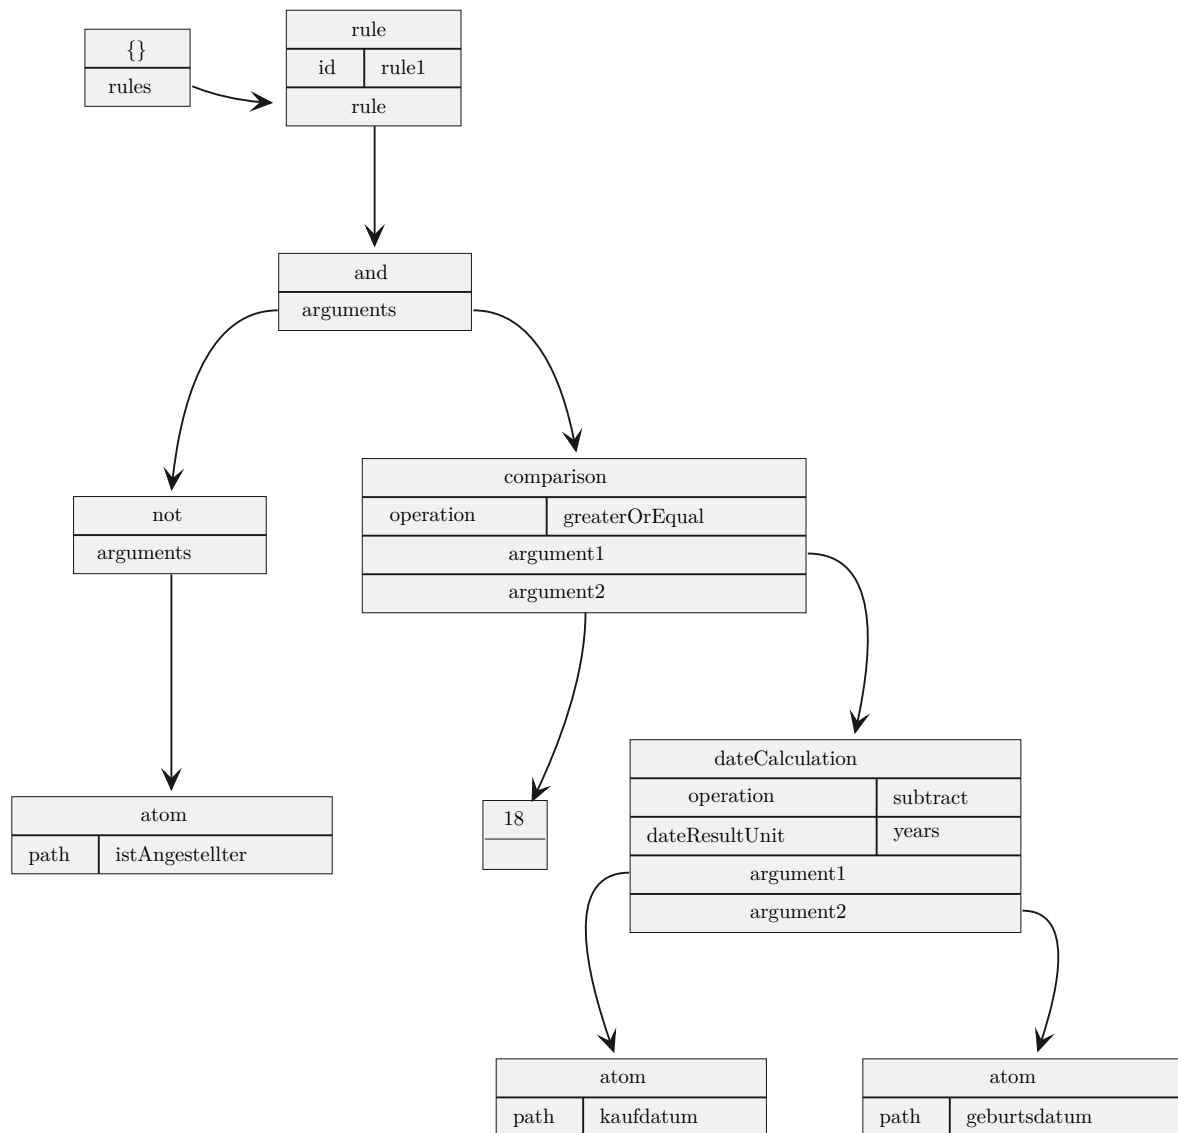 {}
rules
rule
id rule1
rule
and
arguments
not
arguments
comparison
operation greaterOrEqual
argument1
argument2
atom
path istAngestellter
18
dateCalculation
operation subtract
dateResultUnit years
argument1
argument2
atom
path kaufdatum
atom
path geburtsdatum